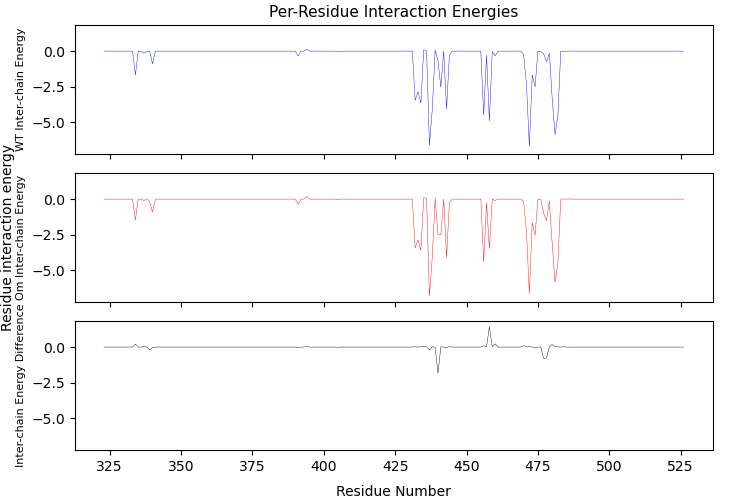 Per-Residue Interaction Energies
Residue interaction energy
WT Inter-chain Energy
0.0
−2.5
−5.0
Om Inter-chain Energy
0.0
−2.5
−5.0
Inter-chain Energy Difference
0.0
−2.5
−5.0
325 350 375 400 425 450 475 500 525
Residue Number